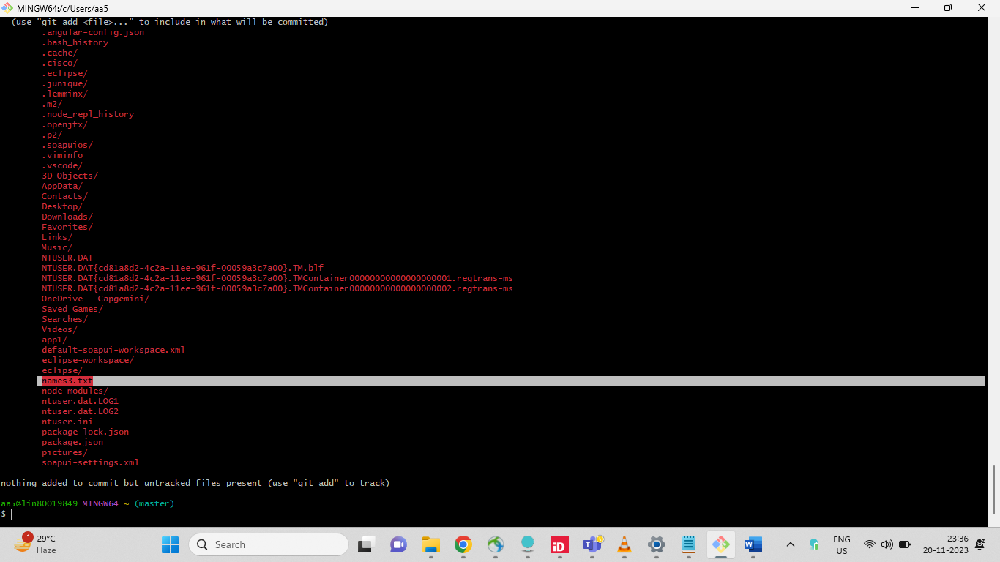 MINGW64:/c/Users/aa5
(use "git add <file>..." to include in what will be committed)
.angular-config.json
.bash_history
.cache/
.cisco/
.eclipse/
.junique/
.lemminx/
.m2/
.node_repl_history
.openjfx/
.p2/
.soapuios/
.viminfo
.vscode/
3D Objects/
AppData/
Contacts/
Desktop/
Downloads/
Favorites/
Links/
Music/
NTUSER.DAT
NTUSER.DAT{cd81a8d2-4c2a-11ee-961f-00059a3c7a00}.TM.blf
NTUSER.DAT{cd81a8d2-4c2a-11ee-961f-00059a3c7a00}.TMContainer00000000000000000001.regtrans-ms
NTUSER.DAT{cd81a8d2-4c2a-11ee-961f-00059a3c7a00}.TMContainer00000000000000000002.regtrans-ms
OneDrive - Capgemini/
Saved Games/
Searches/
Videos/
app1/
default-soapui-workspace.xml
eclipse-workspace/
eclipse/
names3.txt
node_modules/
ntuser.dat.LOG1
ntuser.dat.LOG2
ntuser.ini
package-lock.json
package.json
pictures/
soapui-settings.xml
nothing added to commit but untracked files present (use "git add" to track)
aa5@lin80019849 MINGW64 ~ (master)
$
1
29°C
Haze
Search
iD
W
ENG
US
23:36
20-11-2023